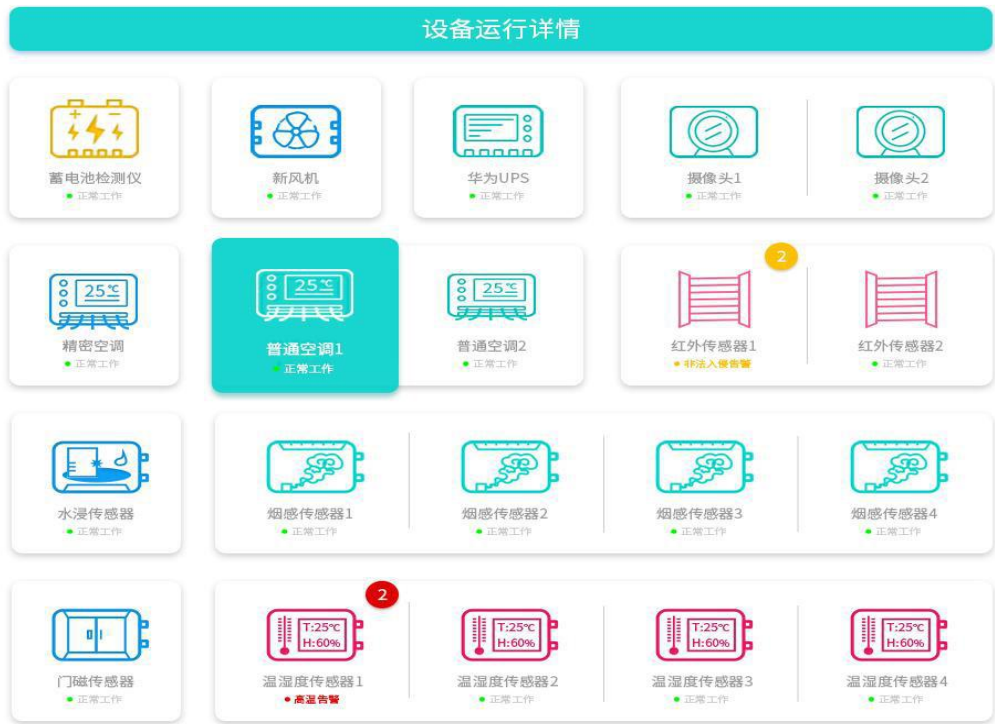 设备运行详情
蓄电池检测仪
正常工作
新风机
正常工作
华为UPS
正常工作
摄像头1
正常工作
摄像头2
正常工作
25℃
精密空调
正常工作
25℃
普通空调1
正常工作
25℃
普通空调2
正常工作
2
红外传感器1
非法入侵告警
红外传感器2
正常工作
水浸传感器
正常工作
烟感传感器1
正常工作
烟感传感器2
正常工作
烟感传感器3
正常工作
烟感传感器4
正常工作
门磁传感器
正常工作
2
T:25℃
H:60%
温湿度传感器1
高温告警
T:25℃
H:60%
温湿度传感器2
正常工作
T:25℃
H:60%
温湿度传感器3
正常工作
T:25℃
H:60%
温湿度传感器4
正常工作